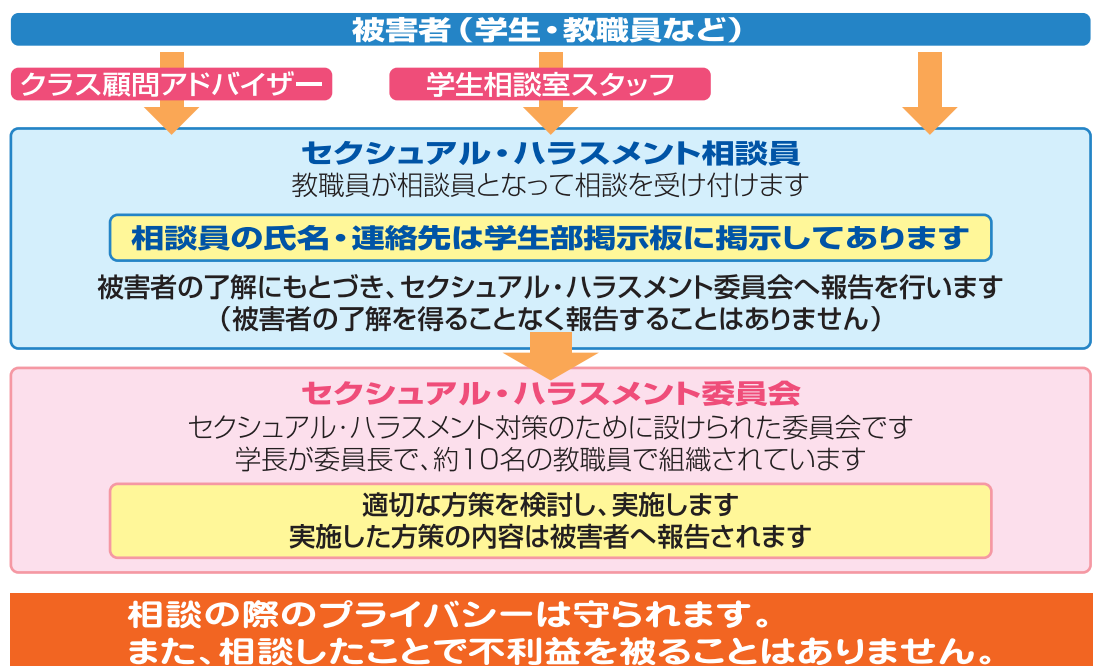 被害者（学生・教職員など）
クラス顧問アドバイザー
学生相談室スタッフ
セクシュアル・ハラスメント相談員
教職員が相談員となって相談を受け付けます
相談員の氏名・連絡先は学生部掲示板に掲示してあります
被害者の了解にもとづき、セクシュアル・ハラスメント委員会へ報告を行います
（被害者の了解を得ることなく報告することはありません）
セクシュアル・ハラスメント委員会
セクシュアル・ハラスメント対策のために設けられた委員会です
学長が委員長で、約10名の教職員で組織されています
適切な方策を検討し、実施します
実施した方策の内容は被害者へ報告されます
相談の際のプライバシーは守られます。
また、相談したことで不利益を被ることはありません。